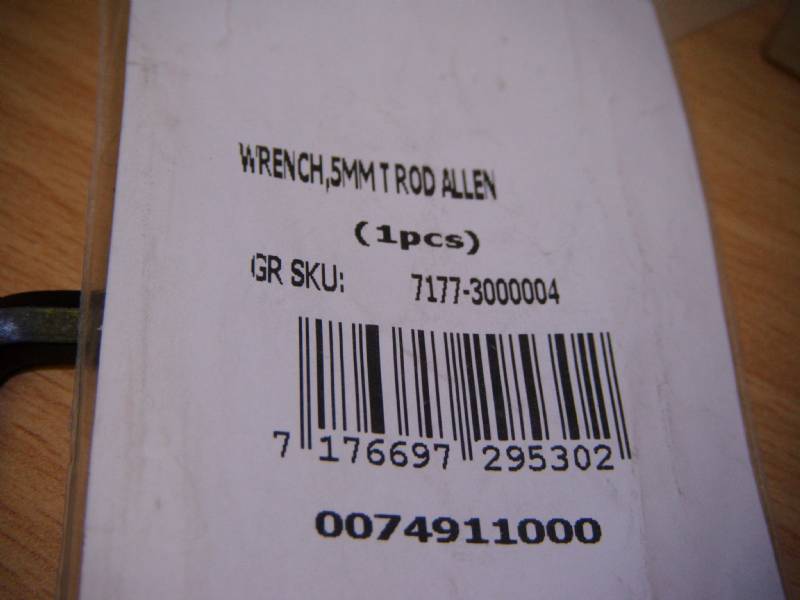 WRENCH,5MM T ROD ALLEN
(1pcs)
GR SKU: 7177-3000004
7 176697 295302
0074911000